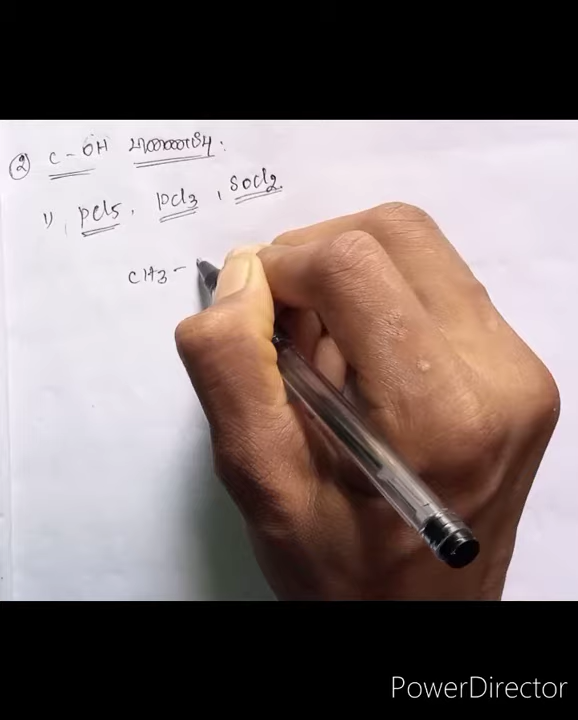 ② C - OH
1) PCl5 , PCl3 , SOCl2.
CH3 -
PowerDirector